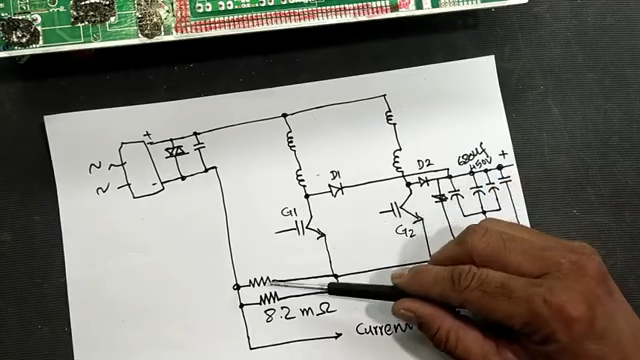 +
~
~
-
D1
D2
680uf
450V
+
G1
G2
8.2 mΩ
Current